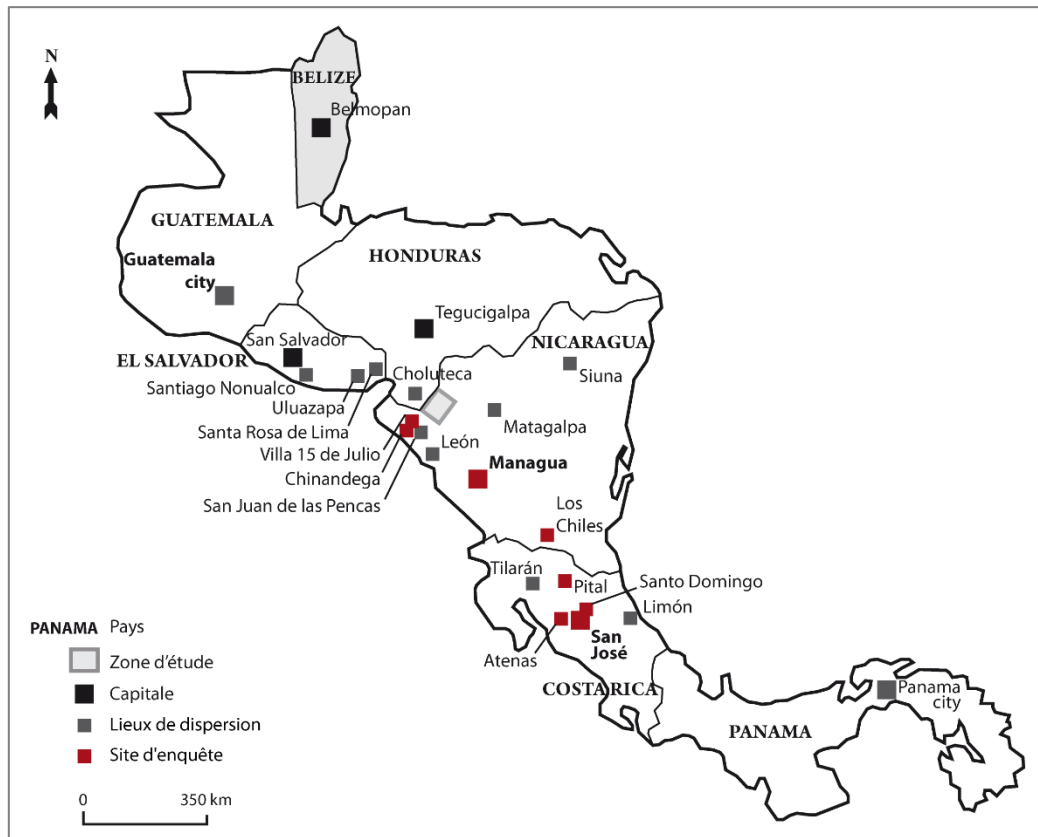 N
BELIZE
Belmopan
GUATEMALA
Guatemala
city
HONDURAS
Tegucigalpa
San Salvador
EL SALVADOR
NICARAGUA
Siuna
Choluteca
Santiago Nonualco
Uluazapa
Santa Rosa de Lima
Matagalpa
León
Villa 15 de Julio
Managua
Chinandega
San Juan de las Pencas
Los
Chiles
Tilarán
Pital
Santo Domingo
Limón
San
José
Atenas
COSTA RICA
Panama
city
PANAMA
PANAMA Pays
Zone d'étude
Capitale
Lieux de dispersion
Site d'enquête
0 350 km